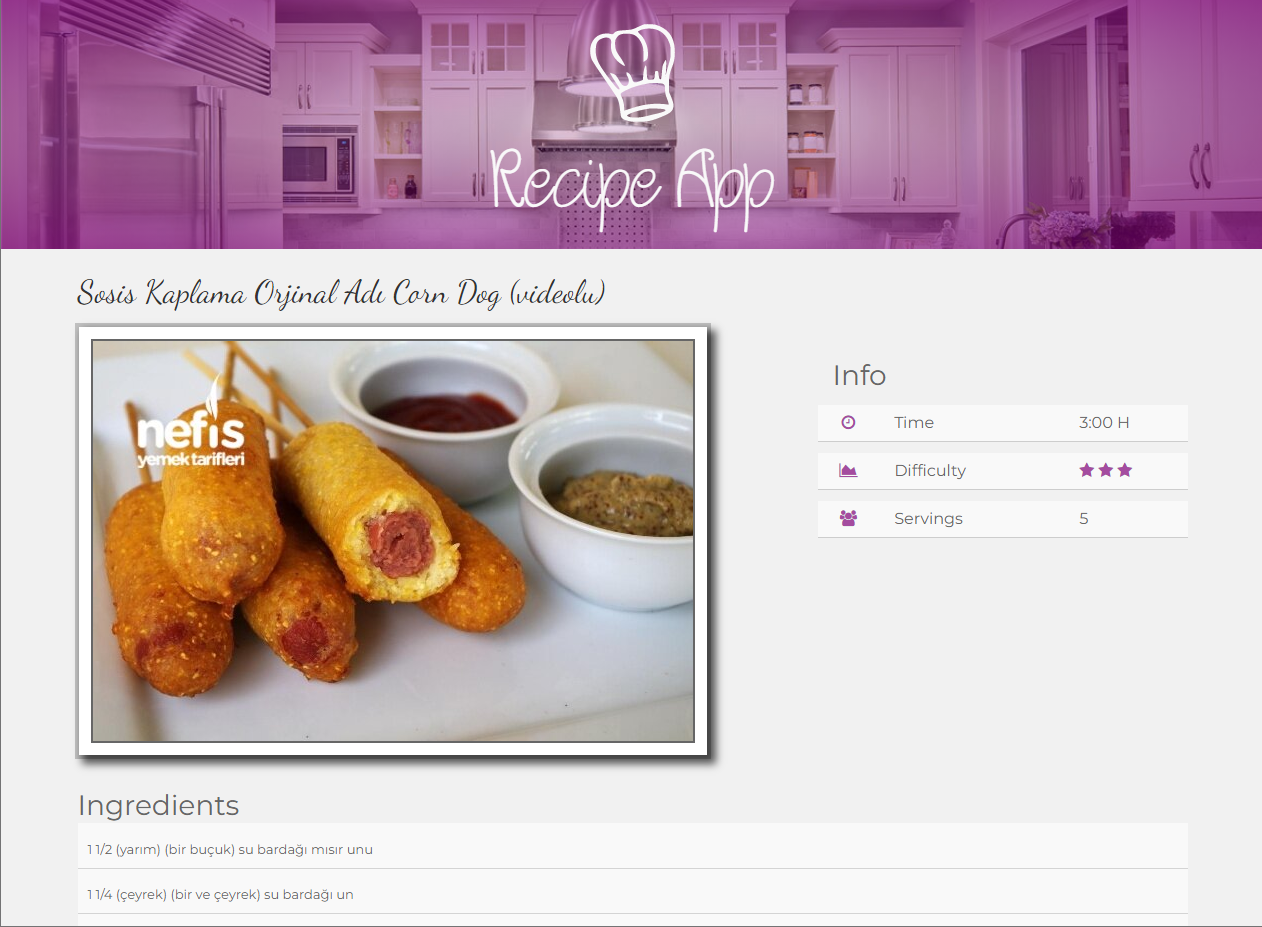 Recipe App
Sosis Kaplama Orjinal Adı Corn Dog (videolu)
nefis
yemek tarifleri
Info
Time 3:00 H
Difficulty
Servings 5
Ingredients
1 1/2 (yarım) (bir buçuk) su bardağı mısır unu
1 1/4 (çeyrek) (bir ve çeyrek) su bardağı un